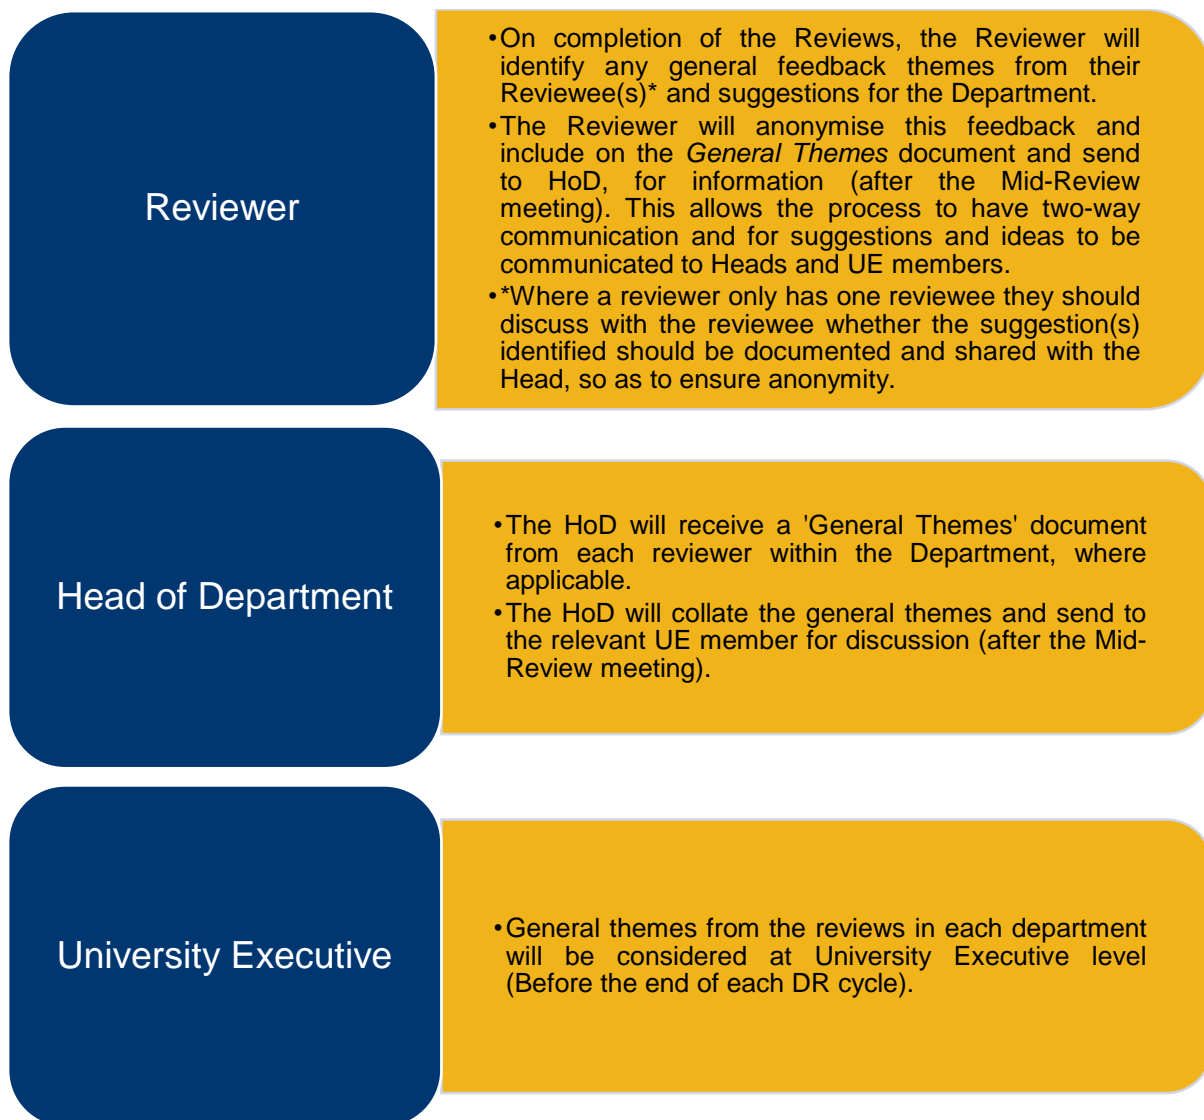 Reviewer
•On completion of the Reviews, the Reviewer will
identify any general feedback themes from their
Reviewee(s)* and suggestions for the Department.
•The Reviewer will anonymise this feedback and
include on the General Themes document and send
to HoD, for information (after the Mid-Review
meeting). This allows the process to have two-way
communication and for suggestions and ideas to be
communicated to Heads and UE members.
•*Where a reviewer only has one reviewee they should
discuss with the reviewee whether the suggestion(s)
identified should be documented and shared with the
Head, so as to ensure anonymity.
Head of Department
•The HoD will receive a 'General Themes' document
from each reviewer within the Department, where
applicable.
•The HoD will collate the general themes and send to
the relevant UE member for discussion (after the Mid-
Review meeting).
University Executive
•General themes from the reviews in each department
will be considered at University Executive level
(Before the end of each DR cycle).